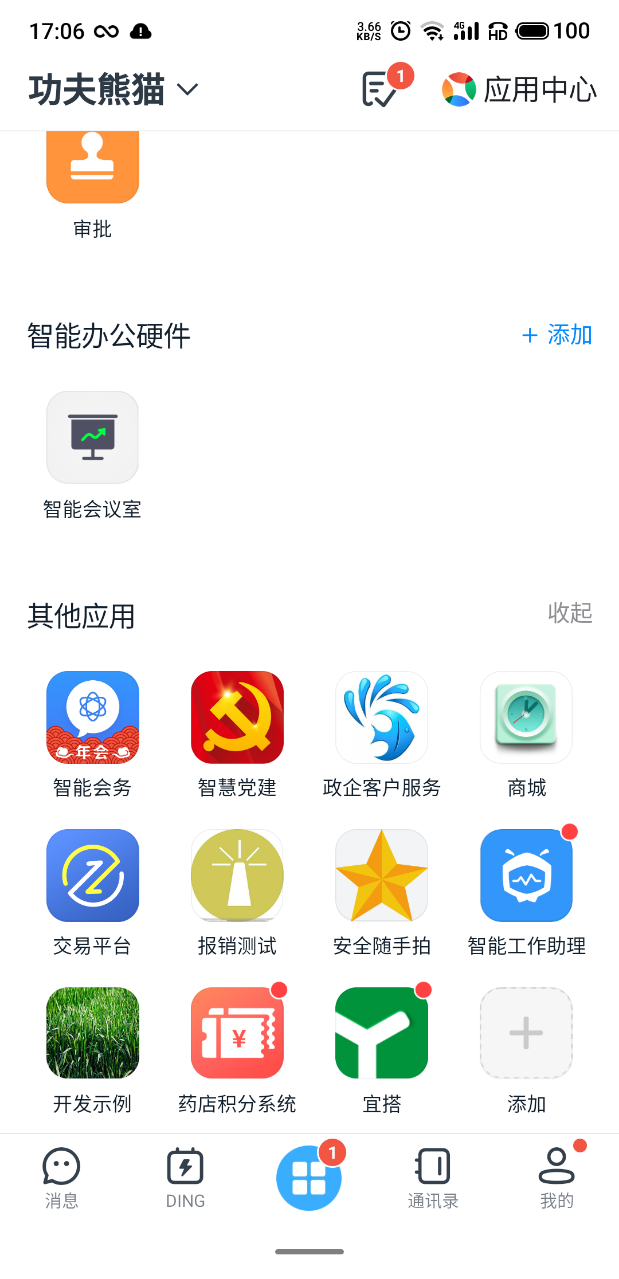 17:06
3.66
KB/S
4G
HD
100
功夫熊猫
1
应用中心
审批
智能办公硬件
+ 添加
智能会议室
其他应用
收起
年会
智能会务
智慧党建
政企客户服务
商城
交易平台
报销测试
安全随手拍
智能工作助理
¥
开发示例
药店积分系统
宜搭
添加
1
消息
DING
通讯录
我的